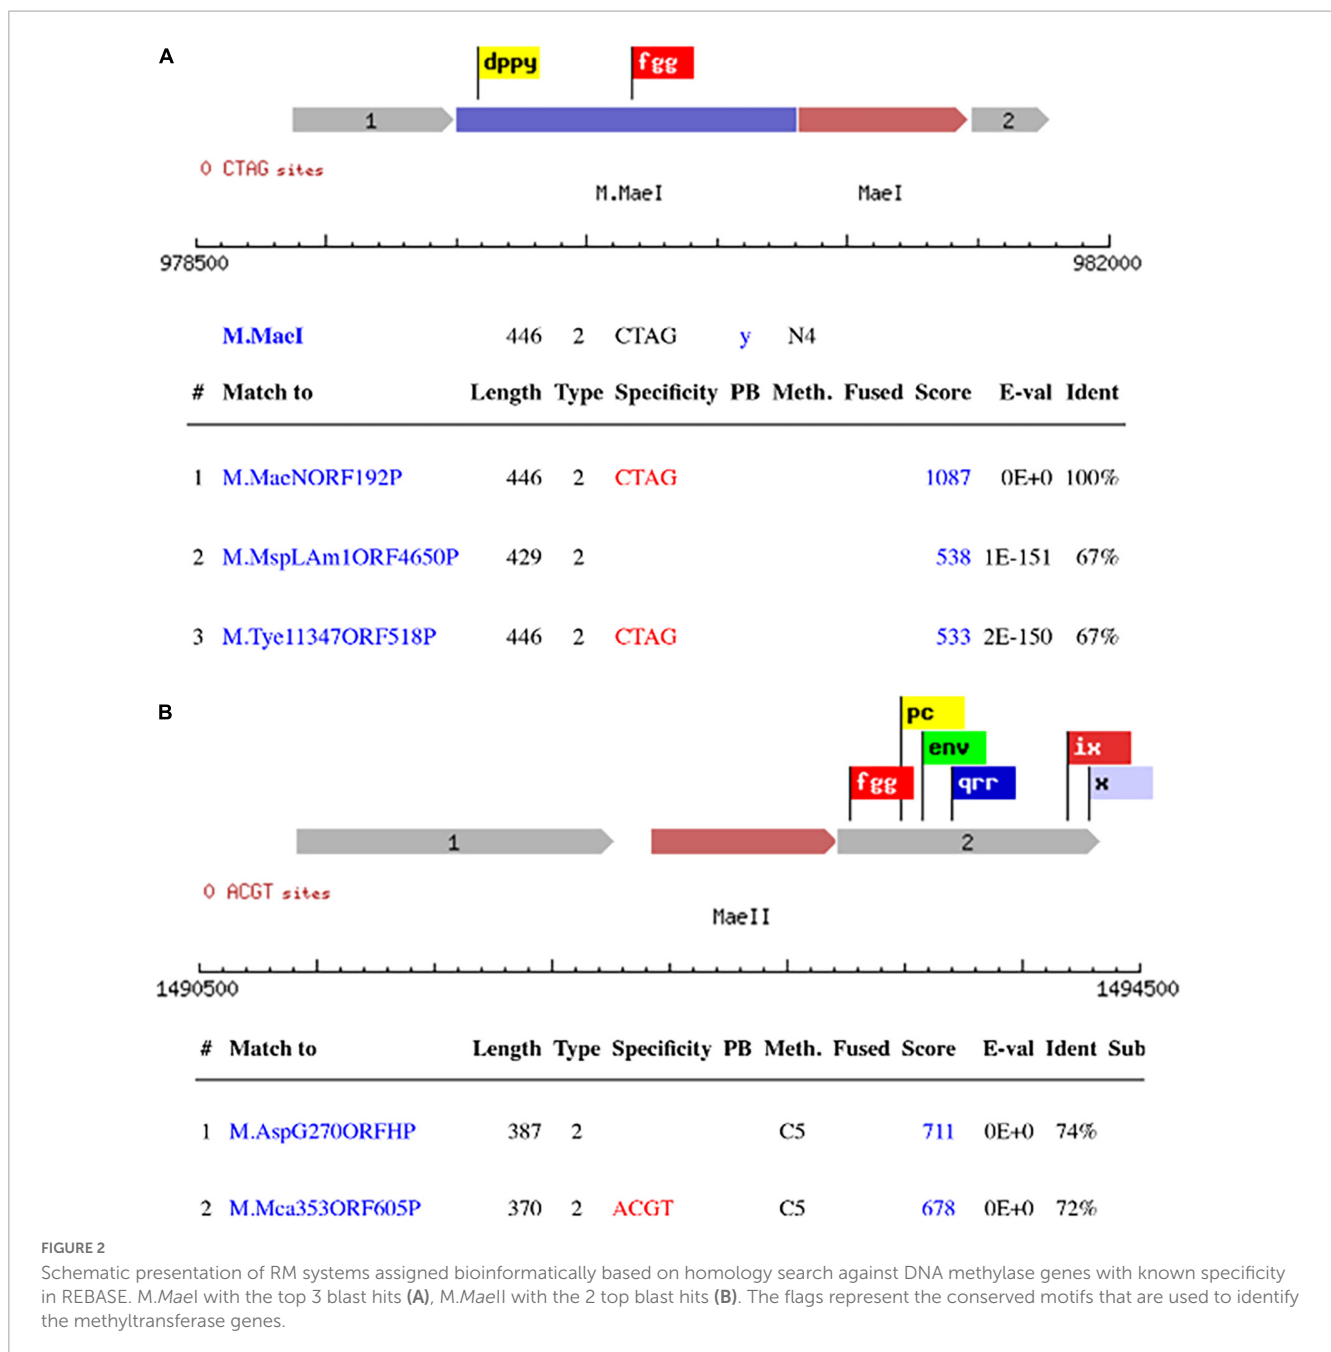 A
dppy fgg
1 2
0 CTAG sites
M.MaeI MaeI
978500 982000
M.MaeI 446 2 CTAG y N4
# Match to Length Type Specificity PB Meth. Fused Score E-val Ident
1 M.MaeNORF192P 446 2 CTAG 1087 0E+0 100%
2 M.MspLAm1ORF4650P 429 2 538 1E-151 67%
3 M.Tye11347ORF518P 446 2 CTAG 533 2E-150 67%
B
pc
env ix
fgg qrr x
1 2
0 ACGT sites
MaeII
1490500 1494500
# Match to Length Type Specificity PB Meth. Fused Score E-val Ident Sub
1 M.AspG270ORFHP 387 2 C5 711 0E+0 74%
2 M.Mca353ORF605P 370 2 ACGT C5 678 0E+0 72%
FIGURE 2
Schematic presentation of RM systems assigned bioinformatically based on homology search against DNA methylase genes with known specificity
in REBASE. M.MaeI with the top 3 blast hits (A), M.MaeII with the 2 top blast hits (B). The flags represent the conserved motifs that are used to identify
the methyltransferase genes.